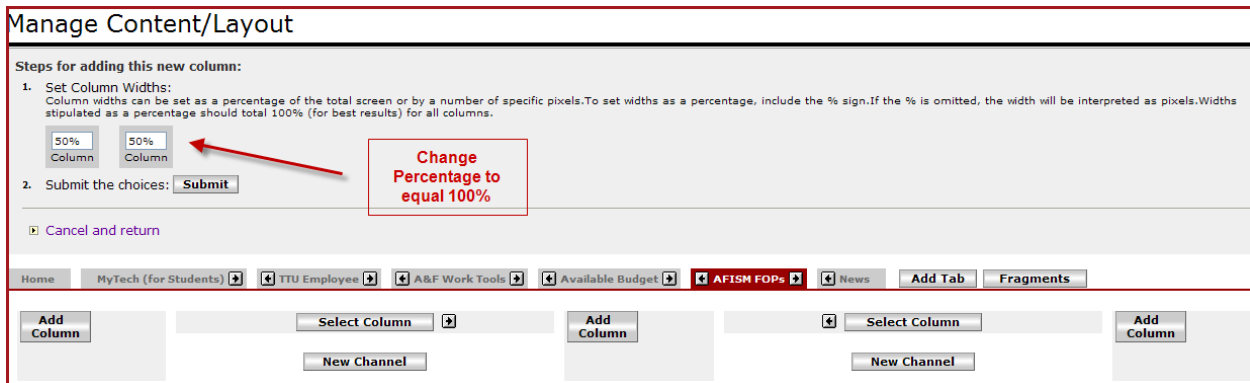 Manage Content/Layout
Steps for adding this new column:
1. Set Column Widths:
Column widths can be set as a percentage of the total screen or by a number of specific pixels.To set widths as a percentage, include the % sign.If the % is omitted, the width will be interpreted as pixels.Widths
stipulated as a percentage should total 100% (for best results) for all columns.
50% 50%
Column Column
Change
Percentage to
equal 100%
2. Submit the choices: Submit
Cancel and return
Home MyTech (for Students) TTU Employee A&F Work Tools Available Budget AFISM FOPs News Add Tab Fragments
Add
Column
Select Column
New Channel
Add
Column
Select Column
New Channel
Add
Column